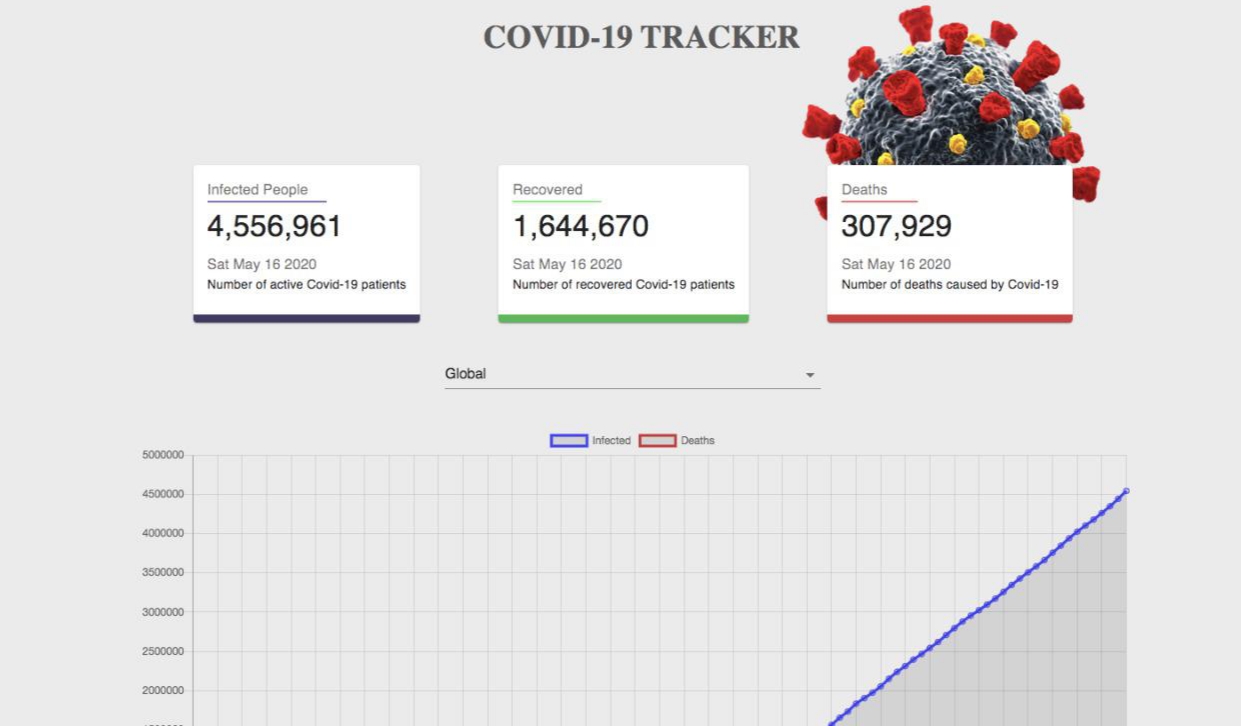 COVID-19 TRACKER
Infected People
4,556,961
Sat May 16 2020
Number of active Covid-19 patients
Recovered
1,644,670
Sat May 16 2020
Number of recovered Covid-19 patients
Deaths
307,929
Sat May 16 2020
Number of deaths caused by Covid-19
Global
Infected Deaths
5000000
4500000
4000000
3500000
3000000
2500000
2000000